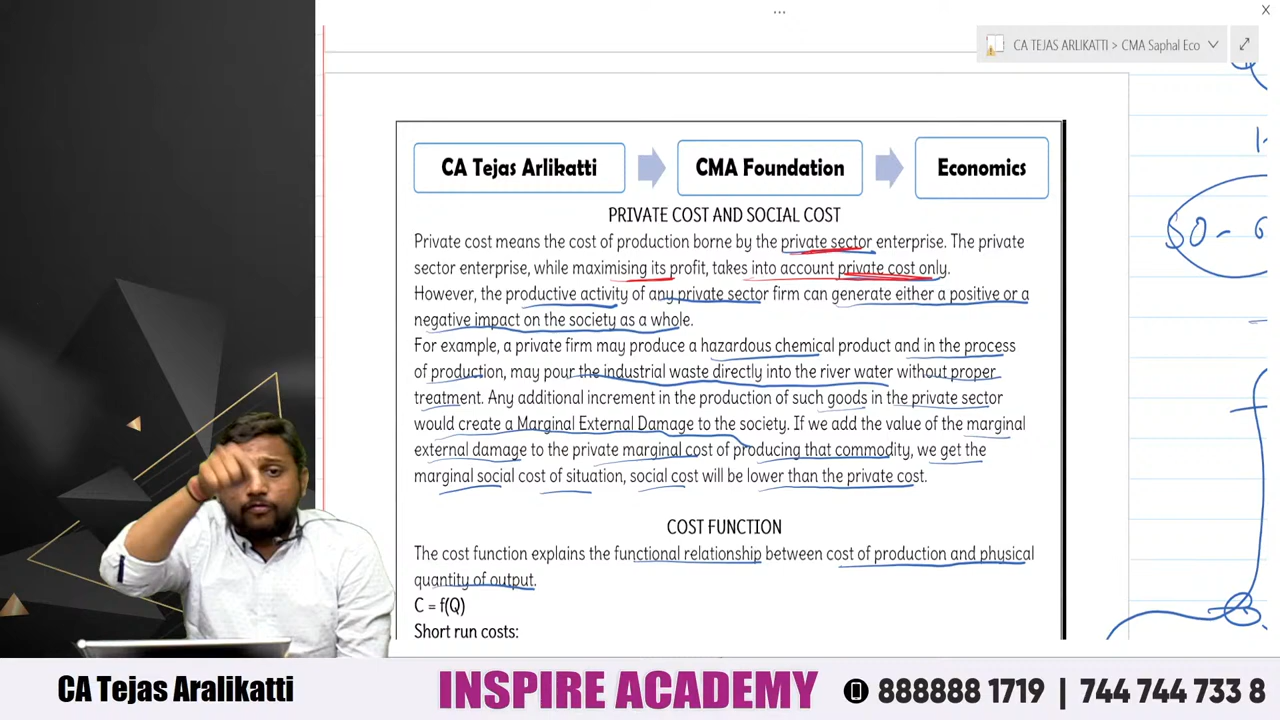 ...
X
CA TEJAS ARLIKATTI > CMA Saphal Eco
CA Tejas Arlikatti
CMA Foundation
Economics
PRIVATE COST AND SOCIAL COST
Private cost means the cost of production borne by the private sector enterprise. The private
sector enterprise, while maximising its profit, takes into account private cost only.
However, the productive activity of any private sector firm can generate either a positive or a
negative impact on the society as a whole.
For example, a private firm may produce a hazardous chemical product and in the process
of production, may pour the industrial waste directly into the river water without proper
treatment. Any additional increment in the production of such goods in the private sector
would create a Marginal External Damage to the society. If we add the value of the marginal
external damage to the private marginal cost of producing that commodity, we get the
marginal social cost of situation, social cost will be lower than the private cost.
COST FUNCTION
The cost function explains the functional relationship between cost of production and physical
quantity of output.
C = f(Q)
Short run costs:
50 -
CA Tejas Aralikatti
INSPIRE ACADEMY
888888 1719 | 744 744 733 8